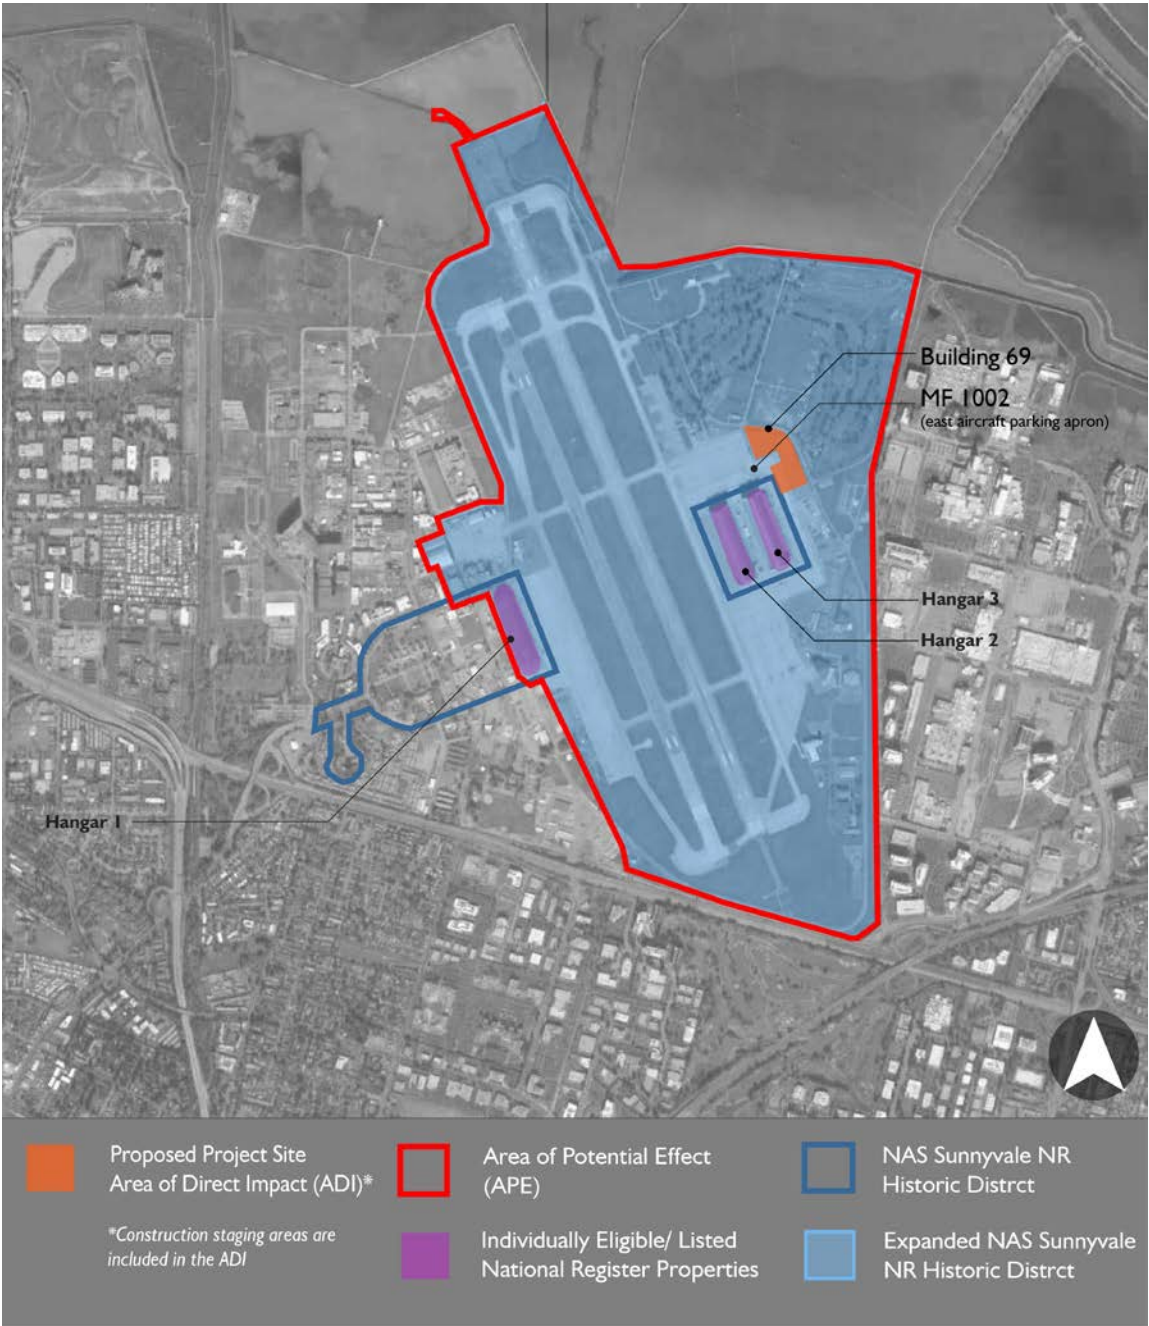 Building 69
MF 1002
(east aircraft parking apron)
Hangar 3
Hangar 2
Hangar 1
Proposed Project Site
Area of Direct Impact (ADI)*
*Construction staging areas are
included in the ADI
Area of Potential Effect
(APE)
Individually Eligible/ Listed
National Register Properties
NAS Sunnyvale NR
Historic Distrct
Expanded NAS Sunnyvale
NR Historic Distrct